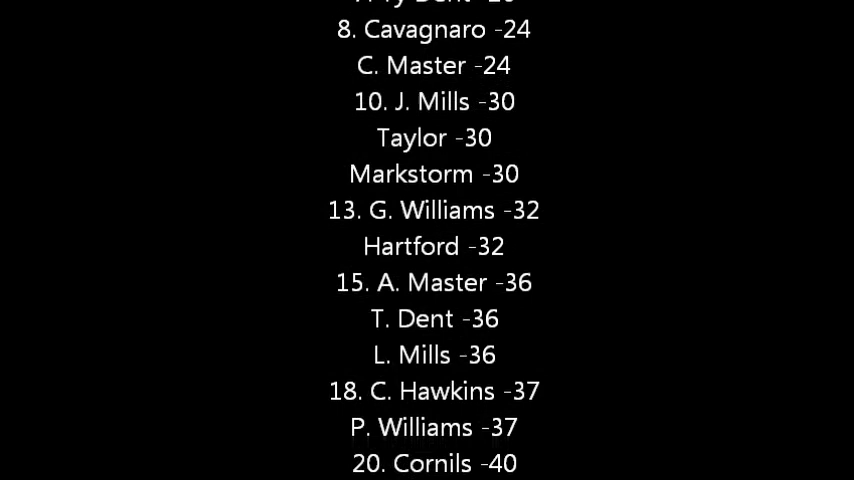 8. Cavagnaro -24
C. Master -24
10. J. Mills -30
Taylor -30
Markstorm -30
13. G. Williams -32
Hartford -32
15. A. Master -36
T. Dent -36
L. Mills -36
18. C. Hawkins -37
P. Williams -37
20. Cornils -40